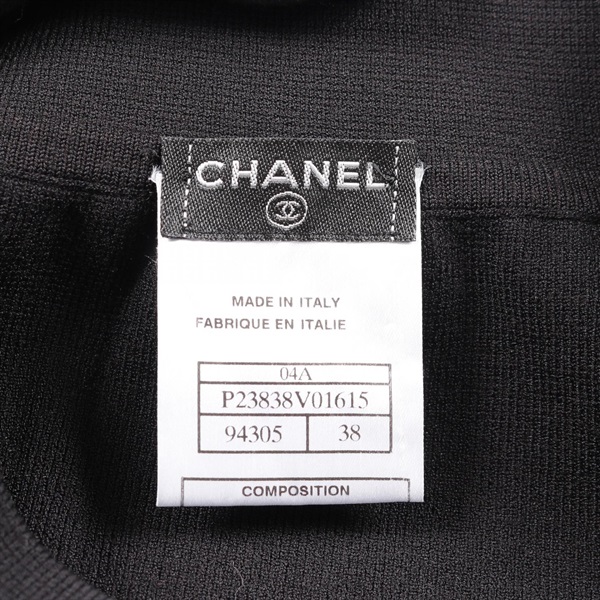 CHANEL
MADE IN ITALY
FABRIQUE EN ITALIE
04A
P23838V01615
94305 38
COMPOSITION